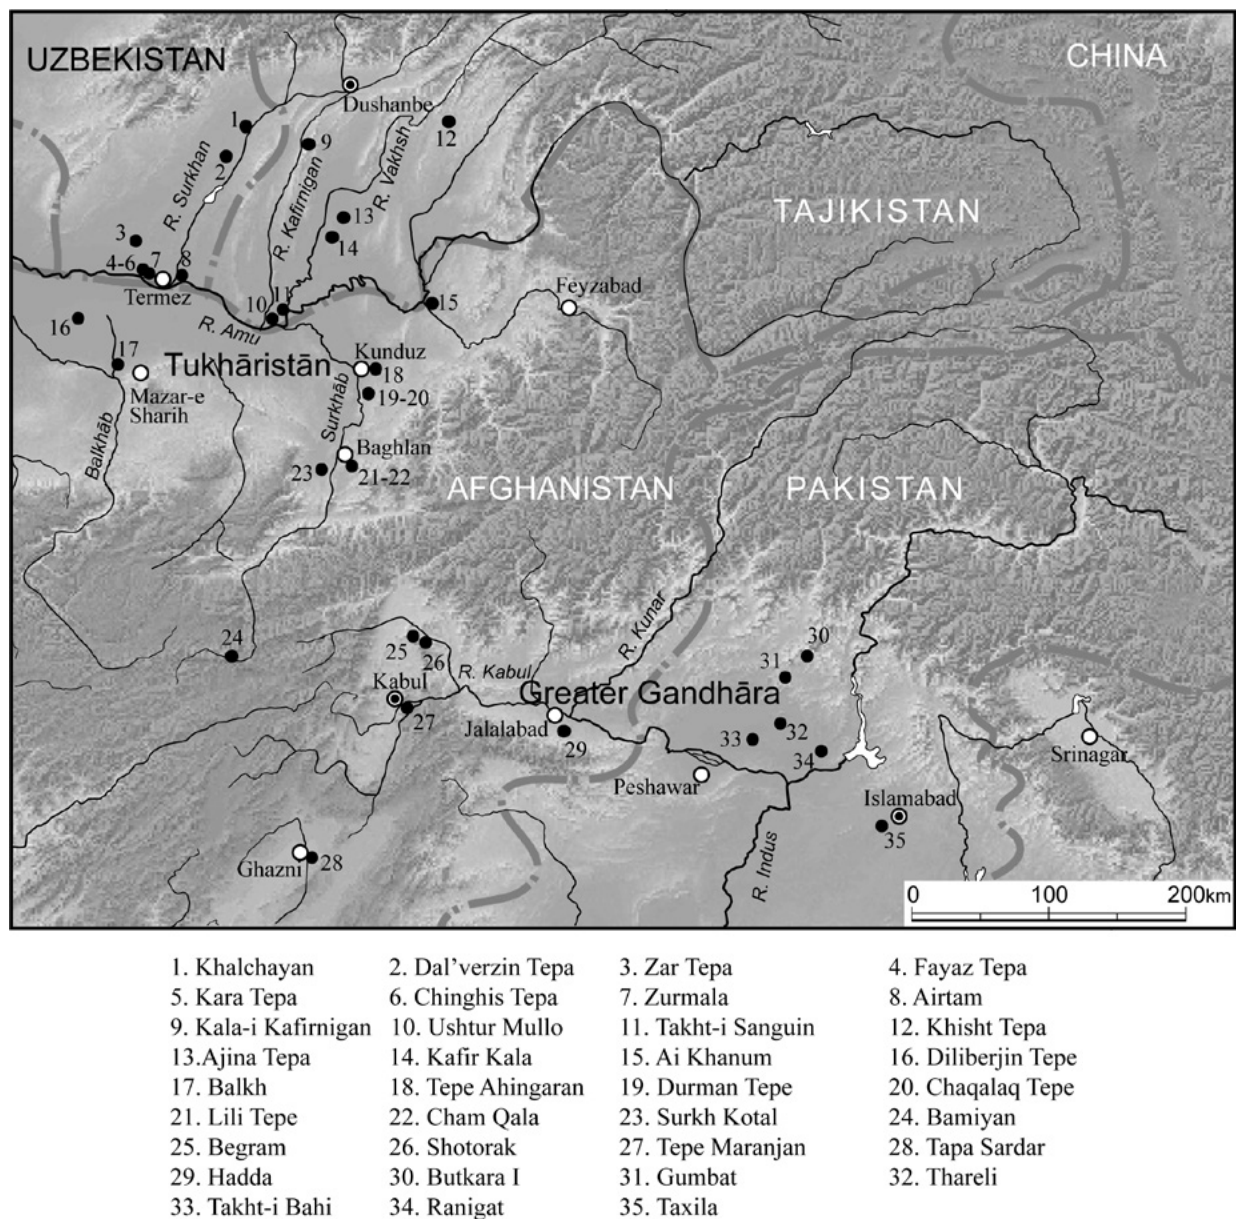 UZBEKISTAN
CHINA
Dushanbe
1
12
9
2
R. Surkhan
R. Kafirnigan
R. Vakhsh
TAJIKISTAN
13
14
3
4-6
7
8
Termez
10
11
15
Feyzabad
R. Amu
16
17
Tukhāristān
Kunduz
18
Mazar-e
Sharih
19-20
Surkhāb
Balkhāb
Baghlan
23
21-22
AFGHANISTAN
PAKISTAN
24
25
26
R. Kunar
30
31
R. Kabul
Kabul
Greater Gandhāra
27
Jalalabad
29
32
33
34
Srinagar
Peshawar
Islamabad
35
R. Indus
Ghazni
28
0 100 200km
1. Khalchayan 2. Dal’verzin Tepa 3. Zar Tepa 4. Fayaz Tepa
5. Kara Tepa 6. Chinghis Tepa 7. Zurmala 8. Airtam
9. Kala-i Kafirnigan 10. Ushtur Mullo 11. Takht-i Sanguin 12. Khisht Tepa
13.Ajina Tepa 14. Kafir Kala 15. Ai Khanum 16. Diliberjin Tepe
17. Balkh 18. Tepe Ahingaran 19. Durman Tepe 20. Chaqalaq Tepe
21. Lili Tepe 22. Cham Qala 23. Surkh Kotal 24. Bamiyan
25. Begram 26. Shotorak 27. Tepe Maranjan 28. Tapa Sardar
29. Hadda 30. Butkara I 31. Gumbat 32. Thareli
33. Takht-i Bahi 34. Ranigat 35. Taxila